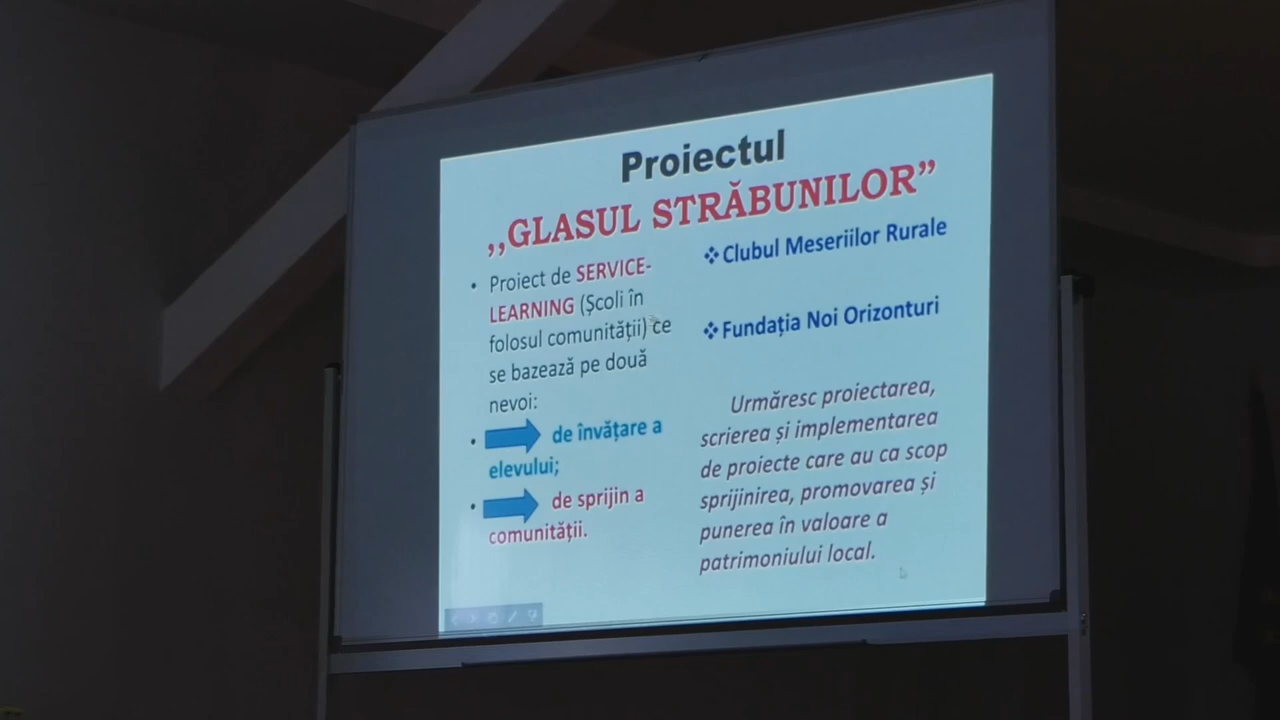 Proiectul
,,GLASUL STRĂBUNILOR”
• Proiect de SERVICE-
LEARNING (Școli în
folosul comunității) ce
se bazează pe două
nevoi:
• de învățare a
elevului;
• de sprijin a
comunității.
❖Clubul Meseriilor Rurale
❖Fundația Noi Orizonturi
Urmăresc proiectarea,
scrierea și implementarea
de proiecte care au ca scop
sprijinirea, promovarea și
punerea în valoare a
patrimoniului local.